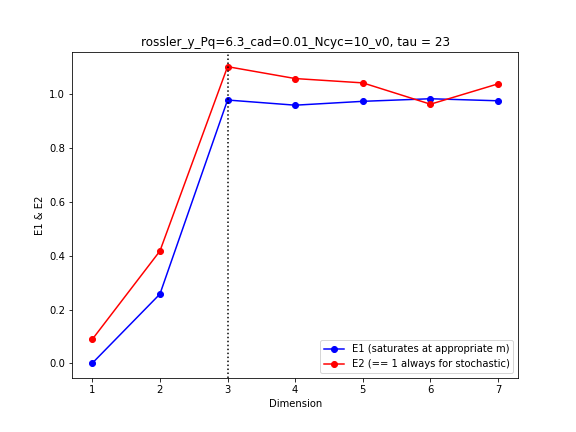 rossler_y_Pq=6.3_cad=0.01_Ncyc=10_v0, tau = 23
E1 & E2
1.0
0.8
0.6
0.4
0.2
0.0
E1 (saturates at appropriate m)
E2 (== 1 always for stochastic)
1 2 3 4 5 6 7
Dimension